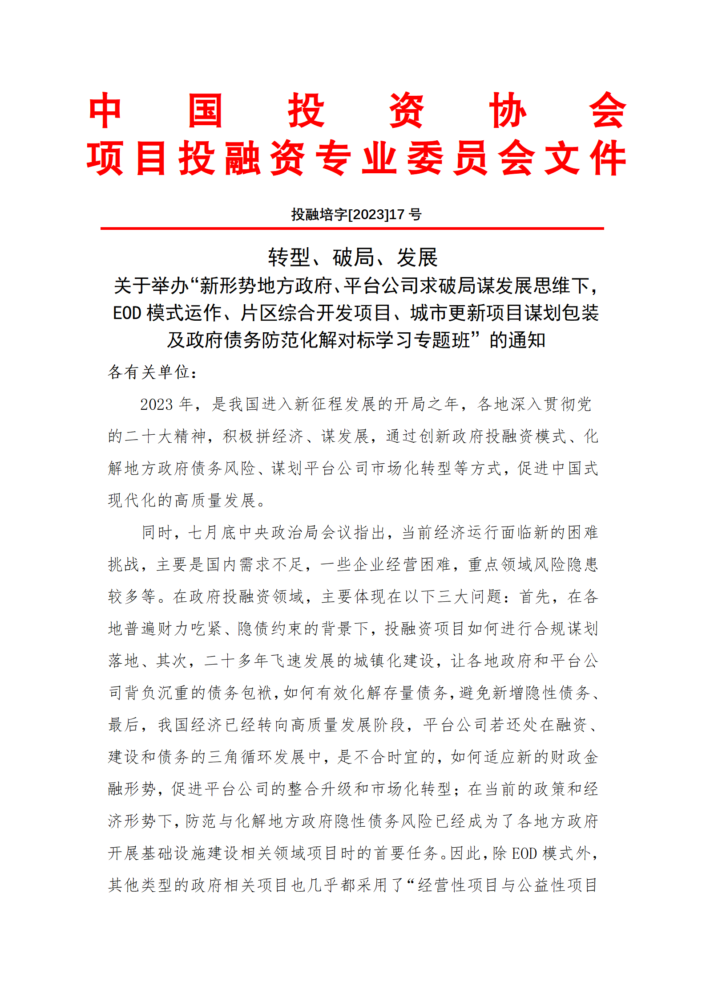 中国投资协会
项目投融资专业委员会文件
投融培字[2023]17 号
转型、破局、发展
关于举办“新形势地方政府、平台公司求破局谋发展思维下，
EOD 模式运作、片区综合开发项目、城市更新项目谋划包装
及政府债务防范化解对标学习专题班” 的通知
各有关单位：
2023 年，是我国进入新征程发展的开局之年，各地深入贯彻党
的二十大精神，积极拼经济、谋发展，通过创新政府投融资模式、化
解地方政府债务风险、谋划平台公司市场化转型等方式，促进中国式
现代化的高质量发展。
同时，七月底中央政治局会议指出，当前经济运行面临新的困难
挑战，主要是国内需求不足，一些企业经营困难，重点领域风险隐患
较多等。在政府投融资领域，主要体现在以下三大问题：首先，在各
地普遍财力吃紧、隐债约束的背景下，投融资项目如何进行合规谋划
落地、其次，二十多年飞速发展的城镇化建设，让各地政府和平台公
司背负沉重的债务包袱，如何有效化解存量债务，避免新增隐性债务、
最后，我国经济已经转向高质量发展阶段，平台公司若还处在融资、
建设和债务的三角循环发展中，是不合时宜的，如何适应新的财政金
融形势，促进平台公司的整合升级和市场化转型；在当前的政策和经
济形势下，防范与化解地方政府隐性债务风险已经成为了各地方政府
开展基础设施建设相关领域项目时的首要任务。因此，除 EOD 模式外，
其他类型的政府相关项目也几乎都采用了“经营性项目与公益性项目